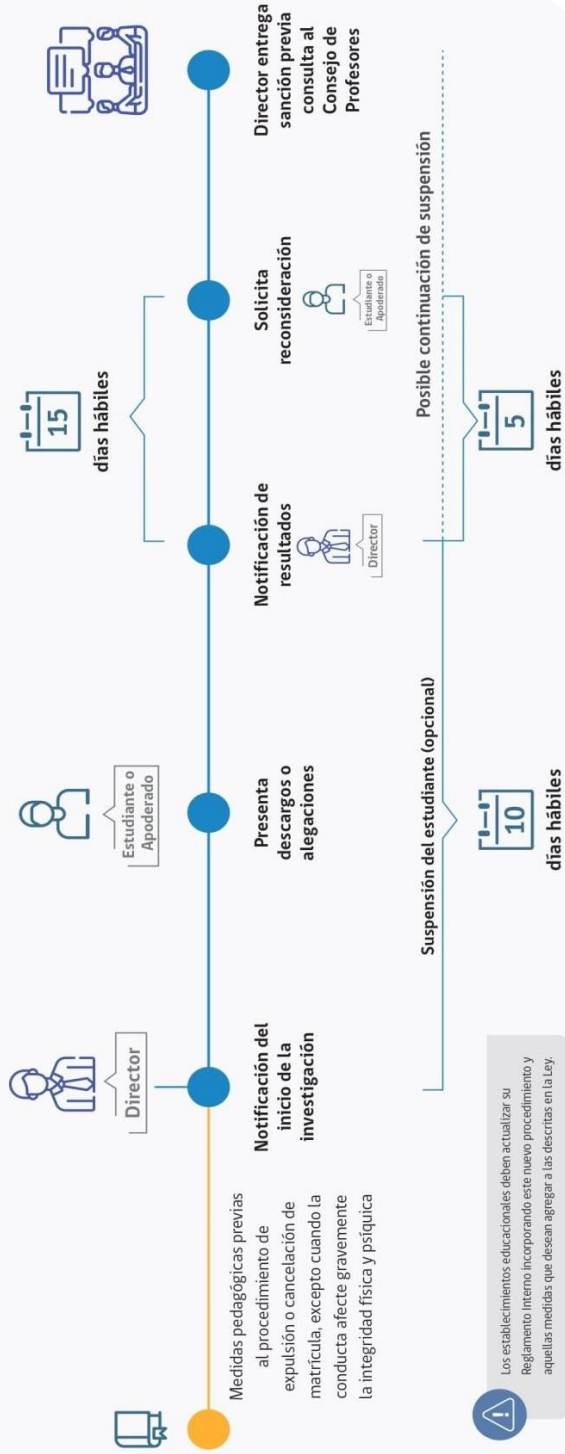 Medidas pedagógicas previas
al procedimiento de
expulsión o cancelación de
matrícula, excepto cuando la
conducta afecte gravemente
la integridad física y psíquica
Director
Notificación del
inicio de la
investigación
Estudiante o
Apoderado
Presenta
descargos o
alegaciones
15
días hábiles
Notificación de
resultados
Director
Solicita
reconsideración
Estudiante o
Apoderado
Director entrega
sanción previa
consulta al
Consejo de
Profesores
Suspensión del estudiante (opcional)
Posible continuación de suspensión
10
días hábiles
5
días hábiles
Los establecimientos educacionales deben actualizar su
Reglamento Interno incorporando este nuevo procedimiento y
aquellas medidas que desean agregar a las descritas en la Ley.